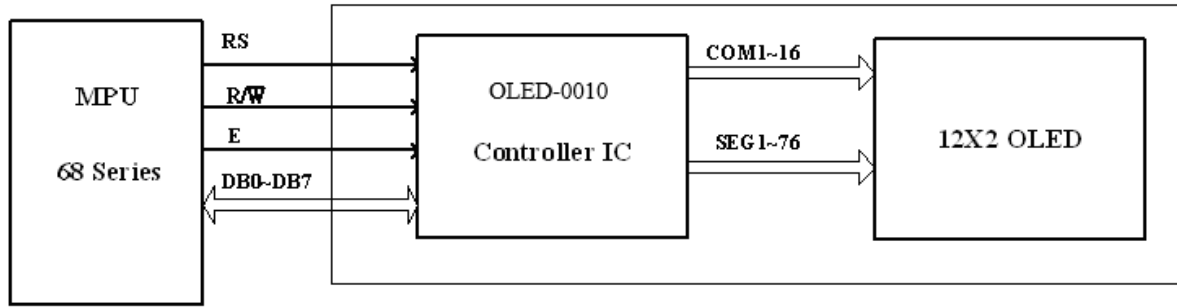 MPU
68 Series
RS
R/W̅
E
DB0~DB7
OLED-0010
Controller IC
COM1~16
SEG1~76
12X2 OLED